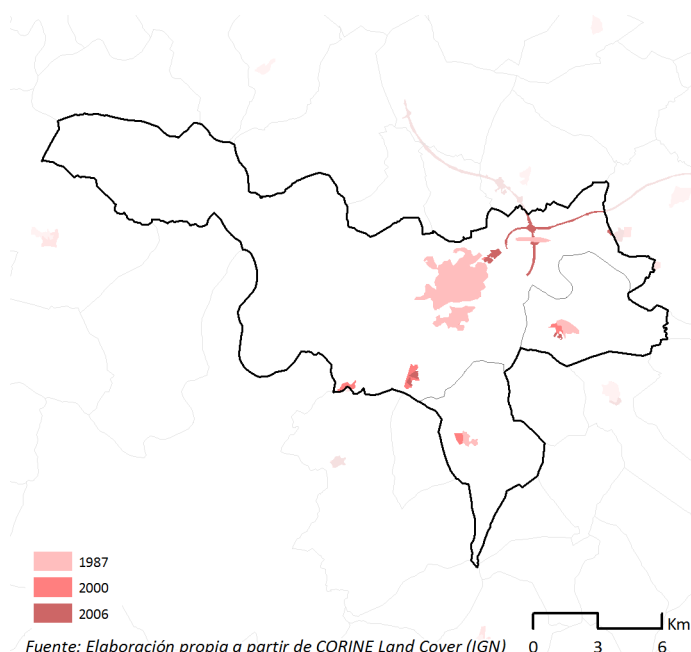 1987
2000
2006
Km
Fuente: Elaboración propia a partir de CORINE Land Cover (IGN)
0 3 6